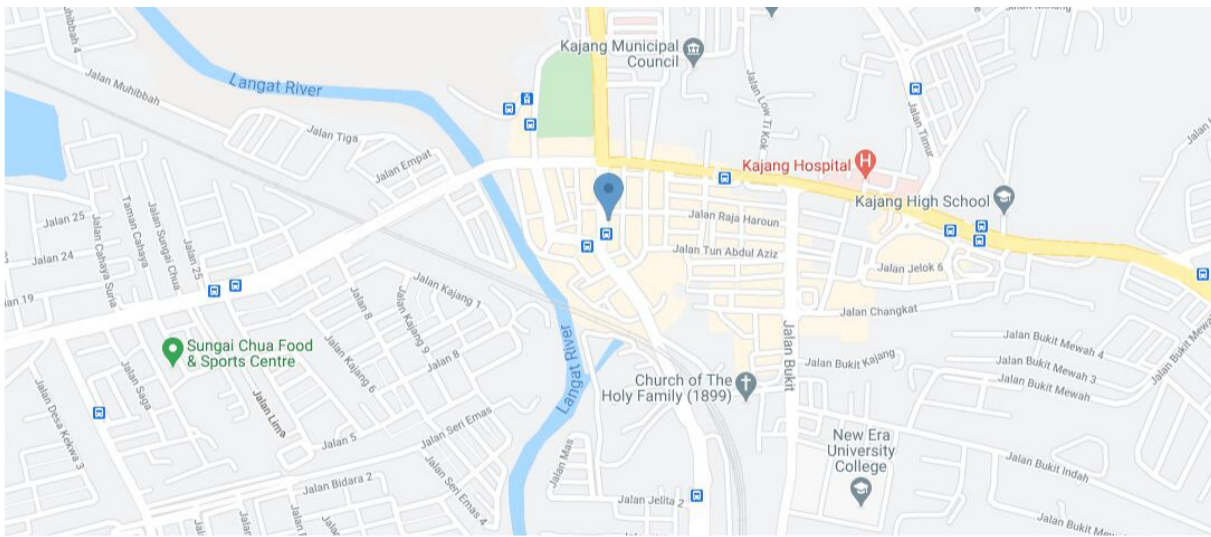 Muhibbah 4
Jalan Muhibbah
Langat River
Jalan Tiga
Jalan Empat
Kajang Municipal
Council
Jalan Low Ti Kok
Jalan Timur
Kajang Hospital
H
Kajang High School
Jalan Raja Haroun
Jalan Tun Abdul Aziz
Jalan Jelok 6
Jalan Changkat
Jalan 25
Jalan 24
Jalan Cahaya Suria
Taman Cahaya
Jalan Sungai Chua
Jalan 25
Sungai Chua Food
& Sports Centre
Jalan 8
Jalan Kajang 1
Jalan Kajang 9
Jalan 8
Jalan Kajang 6
Langat River
Jalan Bukit
Jalan Bukit Kajang
Jalan Bukit Mewah 4
Jalan Bukit Mewah 3
Jalan Bukit Mewah
Church of The
Holy Family (1899)
Jalan Desa Kekwa 3
Jalan Saga
Jalan Lima
Jalan 5
Jalan Seri Emas
Jalan Bidara 2
Jalan Seri Emas 4
Jalan Mas
Jalan Jelita 2
New Era
University
College
Jalan Bukit Indah